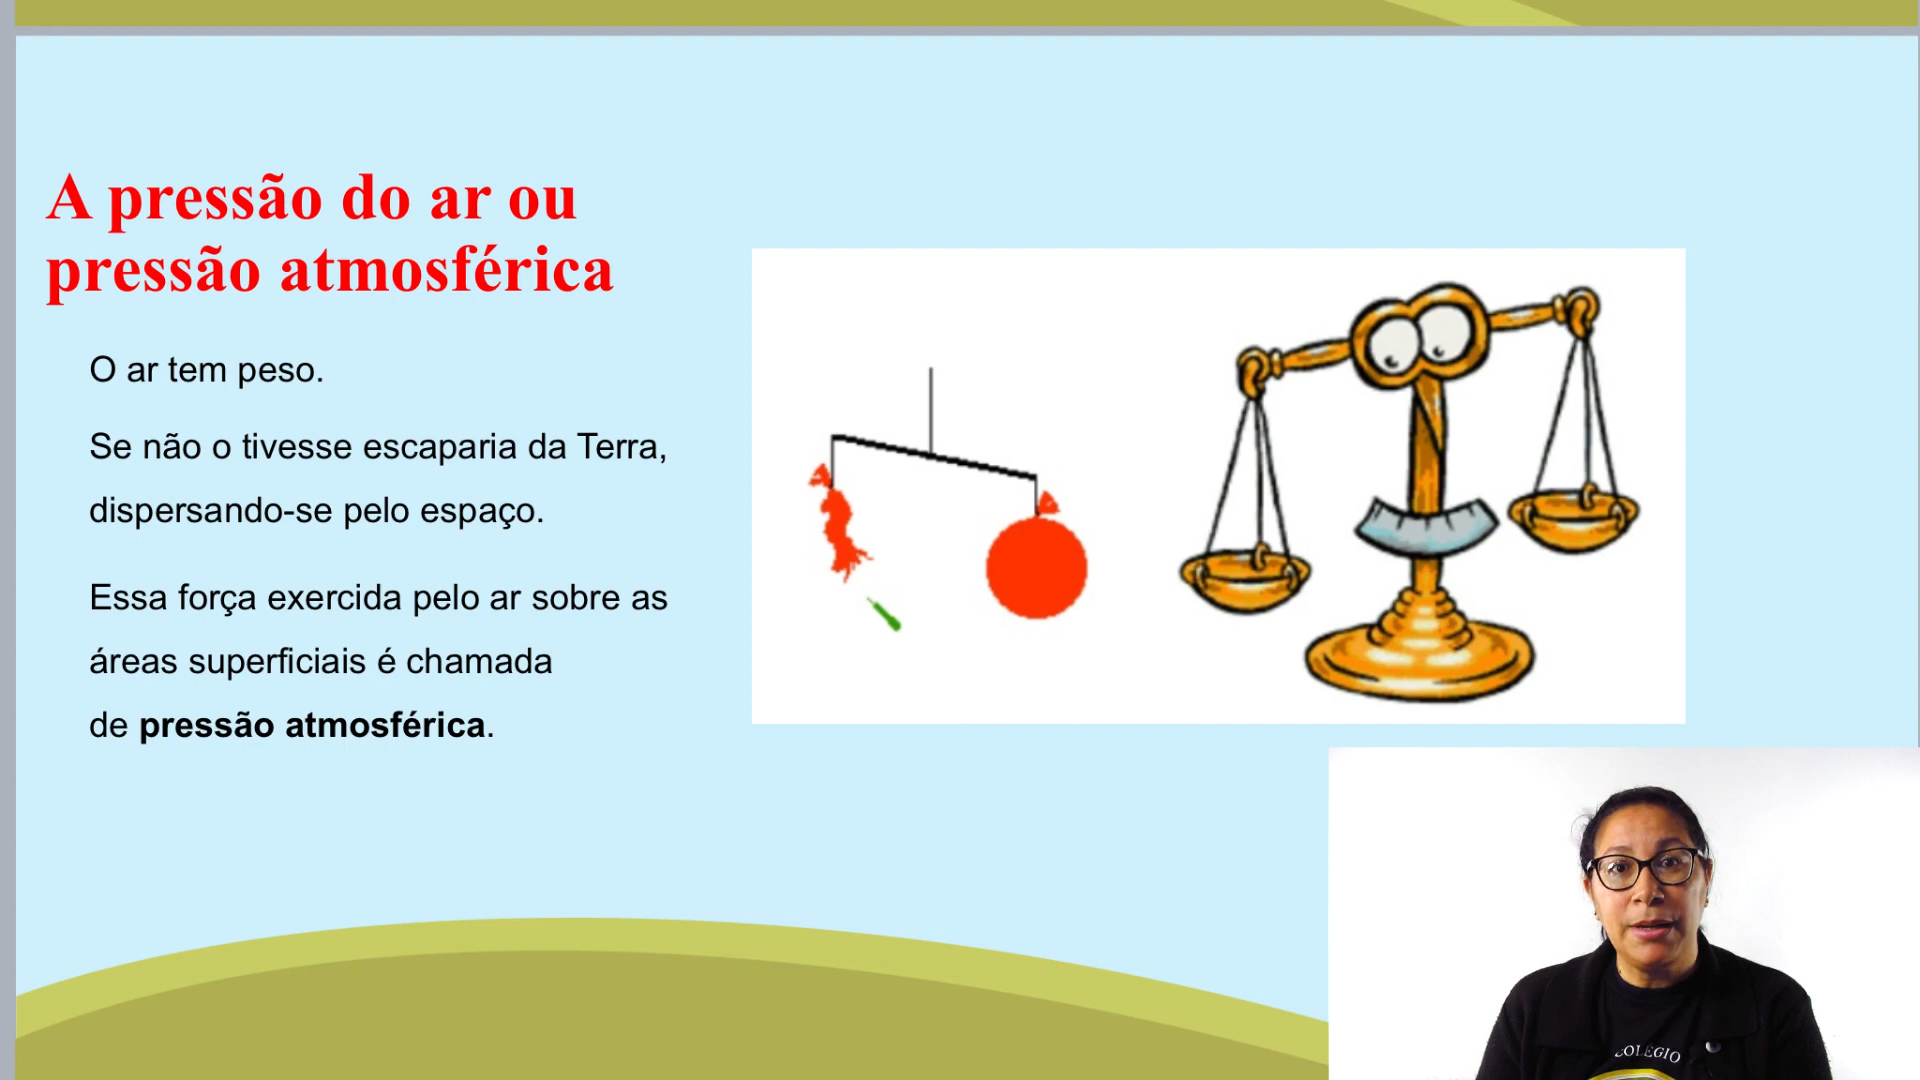 A pressão do ar ou
pressão atmosférica
O ar tem peso.
Se não o tivesse escaparia da Terra,
dispersando-se pelo espaço.
Essa força exercida pelo ar sobre as
áreas superficiais é chamada
de pressão atmosférica.
COLÉGIO